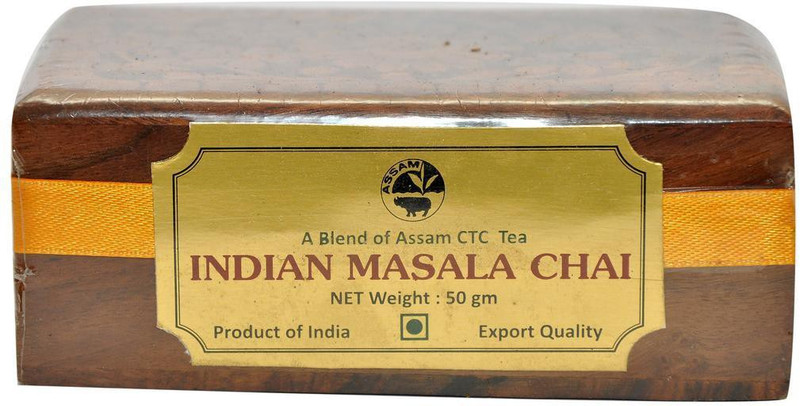 ASSAM
A Blend of Assam CTC Tea
INDIAN MASALA CHAI
NET Weight : 50 gm
Product of India
Export Quality